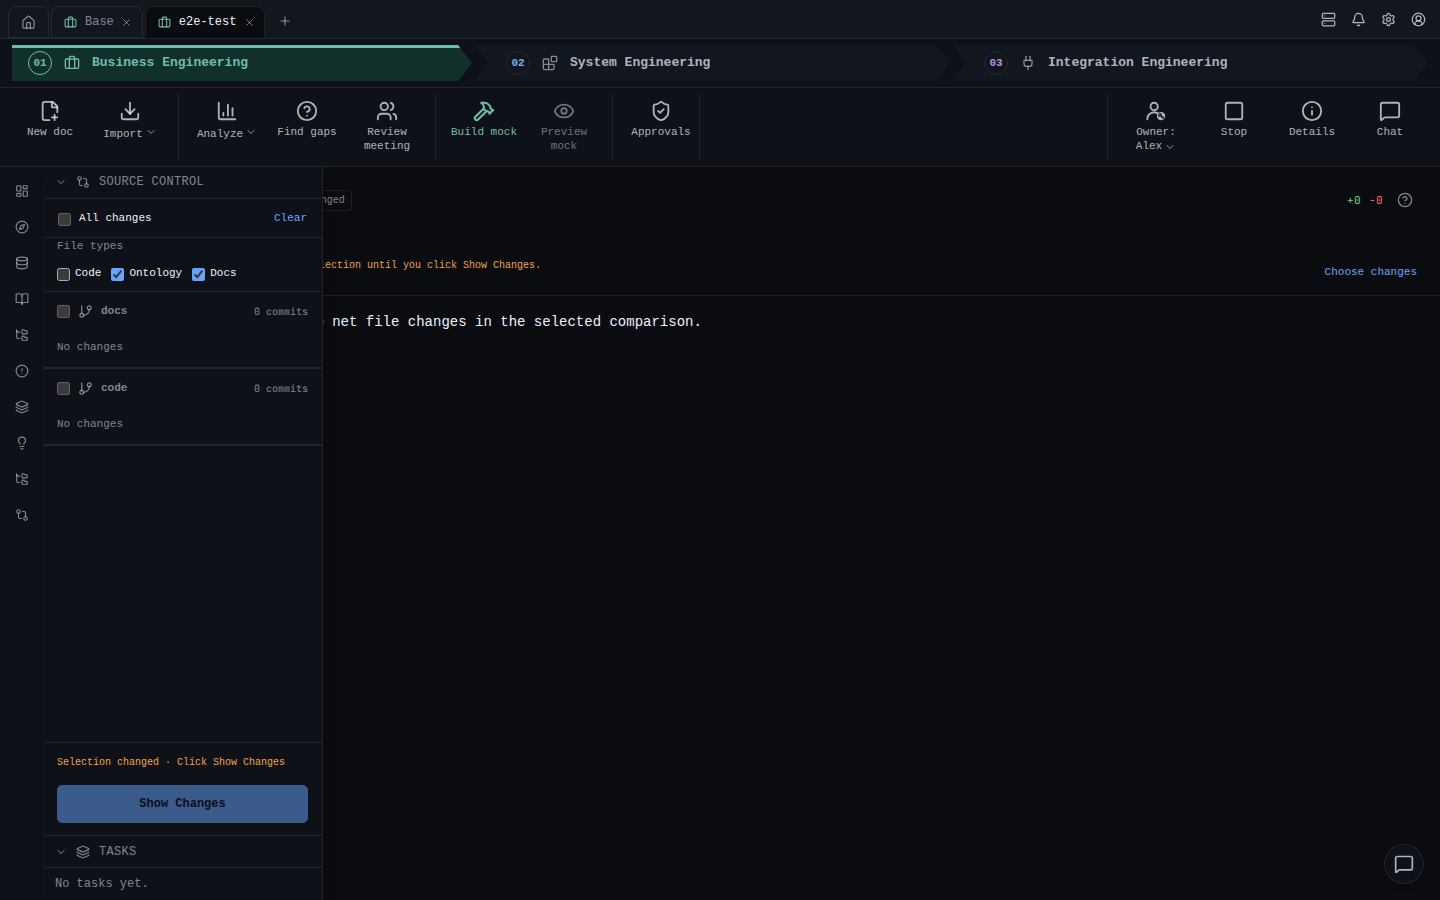 Base
e2e-test
01 Business Engineering
02 System Engineering
03 Integration Engineering
New doc
Import
Analyze
Find gaps
Review
meeting
Build mock
Preview
mock
Approvals
Owner:
Alex
Stop
Details
Chat
SOURCE CONTROL
All changes
Clear
File types
Code Ontology Docs
docs
0 commits
No changes
code
0 commits
No changes
Selection changed · Click Show Changes
Show Changes
TASKS
No tasks yet.
+0 -0
until you click Show Changes.
Choose changes
net file changes in the selected comparison.